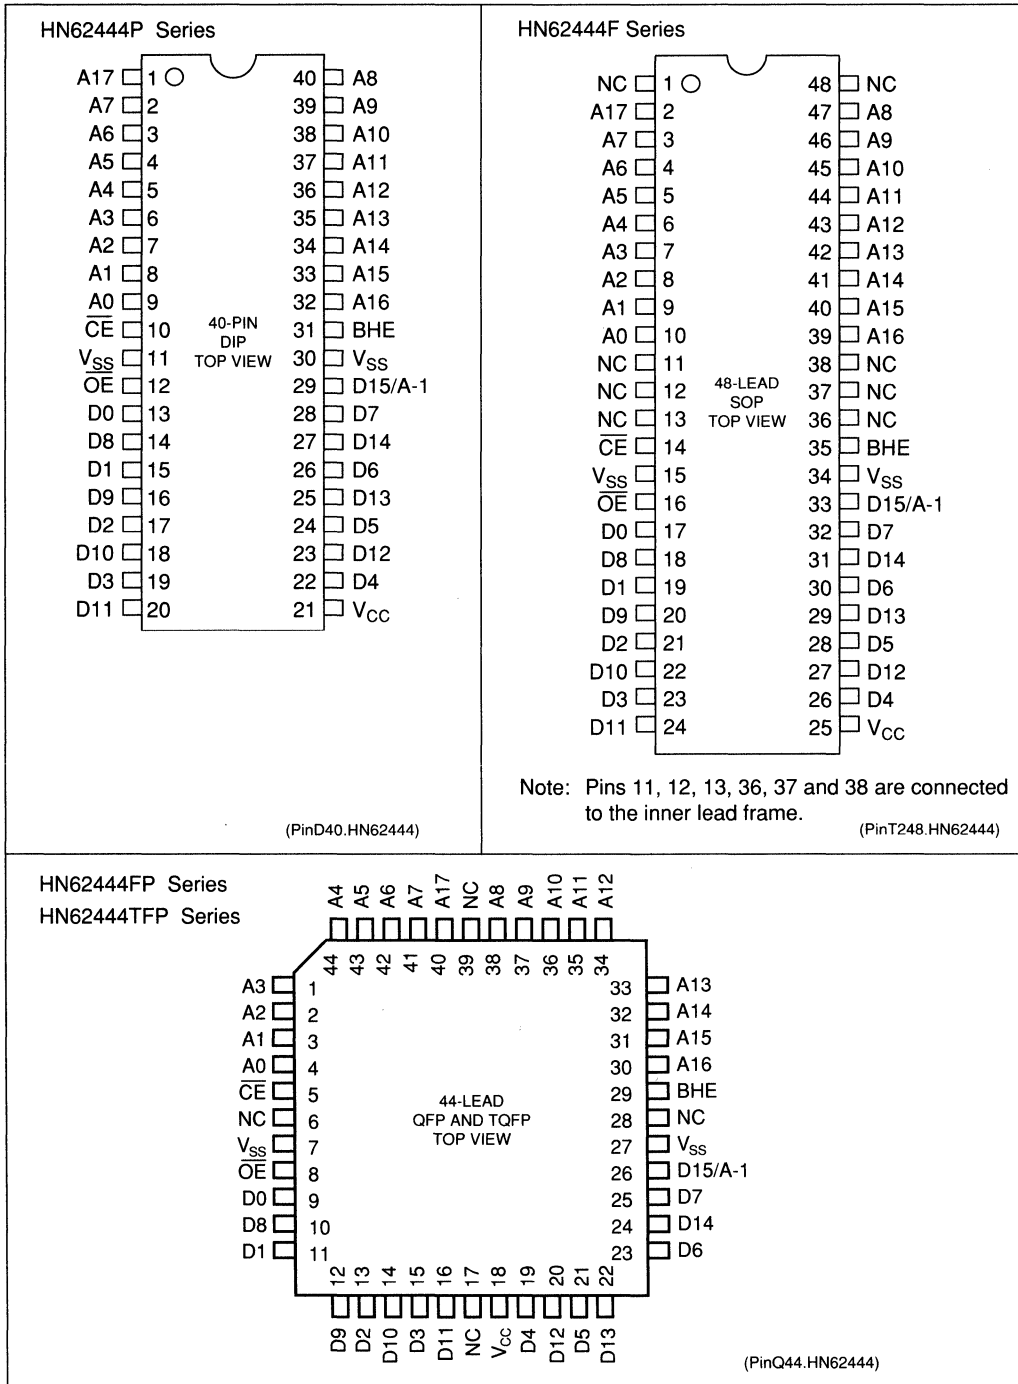 HN62444P Series
A17 1 40 A8
A7 2 39 A9
A6 3 38 A10
A5 4 37 A11
A4 5 36 A12
A3 6 35 A13
A2 7 34 A14
A1 8 33 A15
A0 9 32 A16
C̅E̅ 10 31 BHE
VSS 11 30 VSS
O̅E̅ 12 29 D15/A-1
D0 13 28 D7
D8 14 27 D14
D1 15 26 D6
D9 16 25 D13
D2 17 24 D5
D10 18 23 D12
D3 19 22 D4
D11 20 21 VCC
40-PIN
DIP
TOP VIEW
(PinD40.HN62444)
HN62444F Series
NC 1 48 NC
A17 2 47 A8
A7 3 46 A9
A6 4 45 A10
A5 5 44 A11
A4 6 43 A12
A3 7 42 A13
A2 8 41 A14
A1 9 40 A15
A0 10 39 A16
NC 11 38 NC
NC 12 37 NC
NC 13 36 NC
C̅E̅ 14 35 BHE
VSS 15 34 VSS
O̅E̅ 16 33 D15/A-1
D0 17 32 D7
D8 18 31 D14
D1 19 30 D6
D9 20 29 D13
D2 21 28 D5
D10 22 27 D12
D3 23 26 D4
D11 24 25 VCC
48-LEAD
SOP
TOP VIEW
Note: Pins 11, 12, 13, 36, 37 and 38 are connected
to the inner lead frame.
(PinT248.HN62444)
HN62444FP Series
HN62444TFP Series
A4 A5 A6 A7 A17 NC A8 A9 A10 A11 A12
44 43 42 41 40 39 38 37 36 35 34
A3 1 33 A13
A2 2 32 A14
A1 3 31 A15
A0 4 30 A16
C̅E̅ 5 29 BHE
NC 6 28 NC
VSS 7 27 VSS
O̅E̅ 8 26 D15/A-1
D0 9 25 D7
D8 10 24 D14
D1 11 23 D6
44-LEAD
QFP AND TQFP
TOP VIEW
12 13 14 15 16 17 18 19 20 21 22
D9 D2 D10 D3 D11 NC VCC D4 D12 D5 D13
(PinQ44.HN62444)